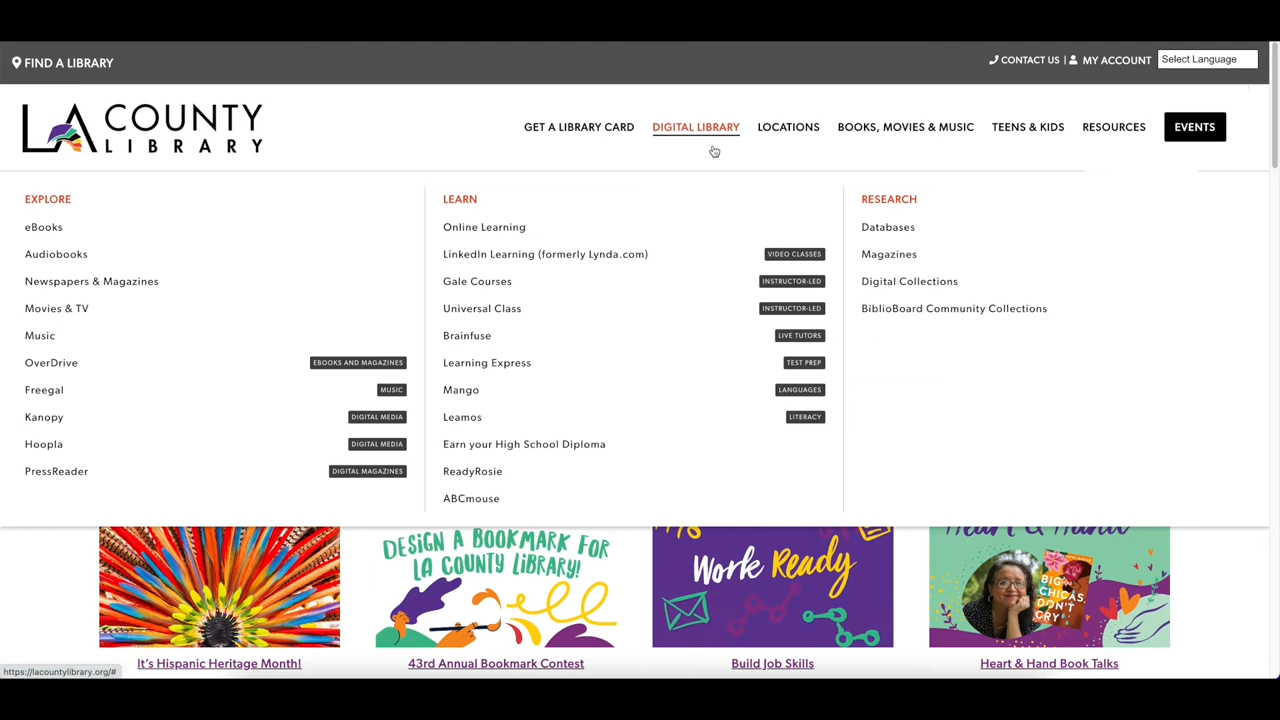 FIND A LIBRARY
CONTACT US | MY ACCOUNT Select Language
LA COUNTY LIBRARY
GET A LIBRARY CARD DIGITAL LIBRARY LOCATIONS BOOKS, MOVIES & MUSIC TEENS & KIDS RESOURCES EVENTS
EXPLORE
eBooks
Audiobooks
Newspapers & Magazines
Movies & TV
Music
OverDrive EBOOKS AND MAGAZINES
Freegal MUSIC
Kanopy DIGITAL MEDIA
Hoopla DIGITAL MEDIA
PressReader DIGITAL MAGAZINES
LEARN
Online Learning
LinkedIn Learning (formerly Lynda.com) VIDEO CLASSES
Gale Courses INSTRUCTOR-LED
Universal Class INSTRUCTOR-LED
Brainfuse LIVE TUTORS
Learning Express TEST PREP
Mango LANGUAGES
Leamos LITERACY
Earn your High School Diploma
ReadyRosie
ABCmouse
RESEARCH
Databases
Magazines
Digital Collections
BiblioBoard Community Collections
DESIGN A BOOKMARK FOR
LA COUNTY LIBRARY!
Work Ready
Heart & Hand
BIG
CHICAS
DON'T
CRY
It's Hispanic Heritage Month!
43rd Annual Bookmark Contest
Build Job Skills
Heart & Hand Book Talks
https://lacountylibrary.org/#